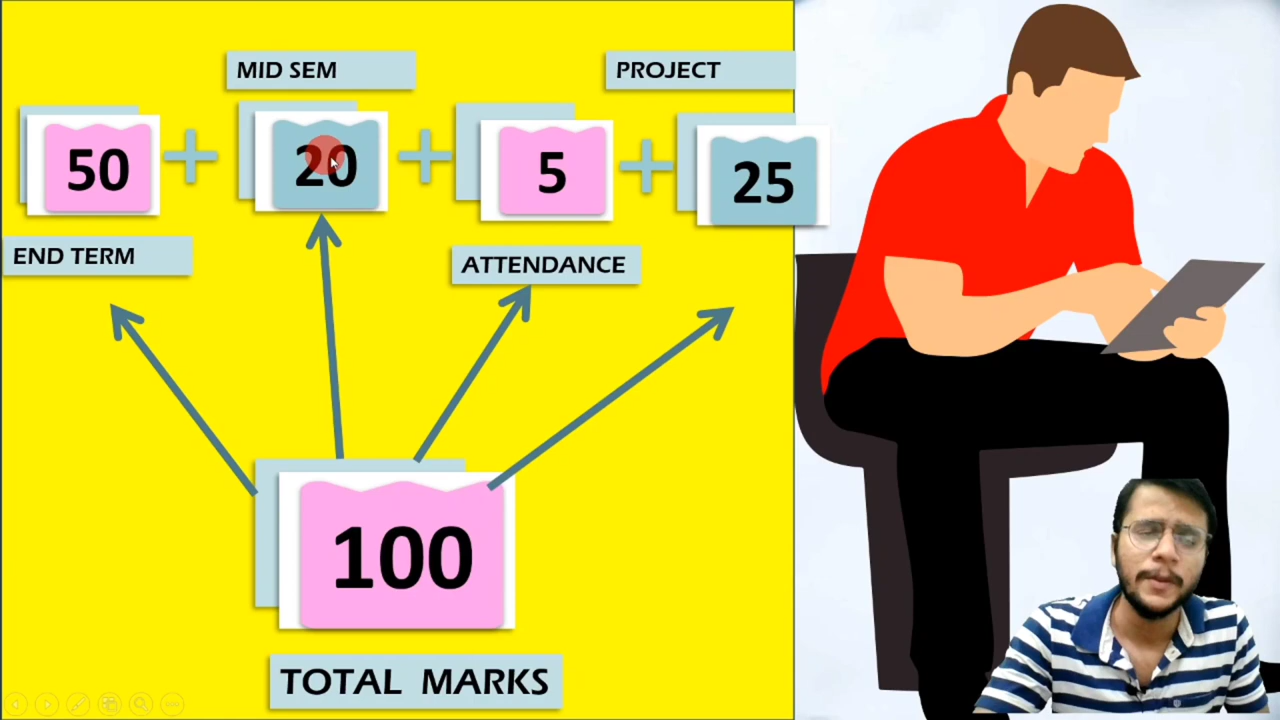 MID SEM
PROJECT
50
20
5
25
END TERM
ATTENDANCE
100
TOTAL MARKS